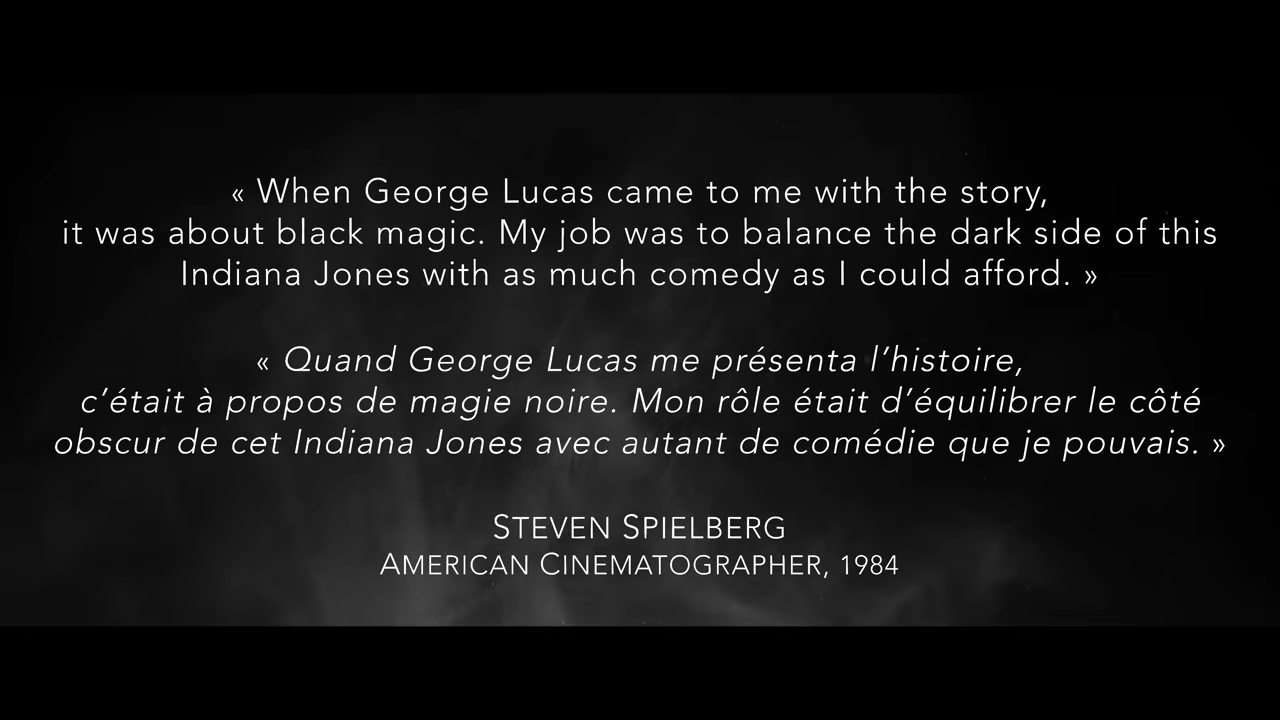 « When George Lucas came to me with the story,
it was about black magic. My job was to balance the dark side of this
Indiana Jones with as much comedy as I could afford. »
« Quand George Lucas me présenta l’histoire,
c’était à propos de magie noire. Mon rôle était d’équilibrer le côté
obscur de cet Indiana Jones avec autant de comédie que je pouvais. »
STEVEN SPIELBERG
AMERICAN CINEMATOGRAPHER, 1984